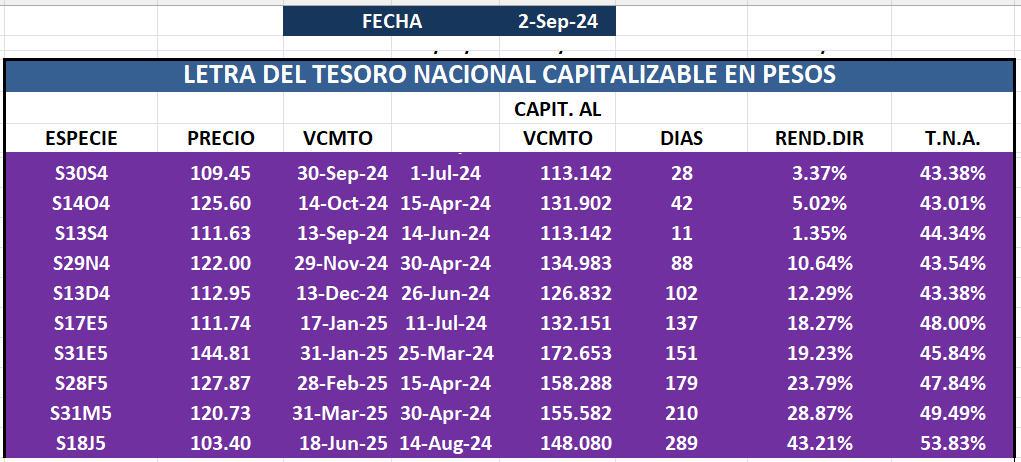 FECHA 2-Sep-24
LETRA DEL TESORO NACIONAL CAPITALIZABLE EN PESOS
CAPIT. AL
ESPECIE PRECIO VCMTO VCMTO DIAS REND.DIR T.N.A.
S30S4 109.45 30-Sep-24 1-Jul-24 113.142 28 3.37% 43.38%
S14O4 125.60 14-Oct-24 15-Apr-24 131.902 42 5.02% 43.01%
S13S4 111.63 13-Sep-24 14-Jun-24 113.142 11 1.35% 44.34%
S29N4 122.00 29-Nov-24 30-Apr-24 134.983 88 10.64% 43.54%
S13D4 112.95 13-Dec-24 26-Jun-24 126.832 102 12.29% 43.38%
S17E5 111.74 17-Jan-25 11-Jul-24 132.151 137 18.27% 48.00%
S31E5 144.81 31-Jan-25 25-Mar-24 172.653 151 19.23% 45.84%
S28F5 127.87 28-Feb-25 15-Apr-24 158.288 179 23.79% 47.84%
S31M5 120.73 31-Mar-25 30-Apr-24 155.582 210 28.87% 49.49%
S18J5 103.40 18-Jun-25 14-Aug-24 148.080 289 43.21% 53.83%